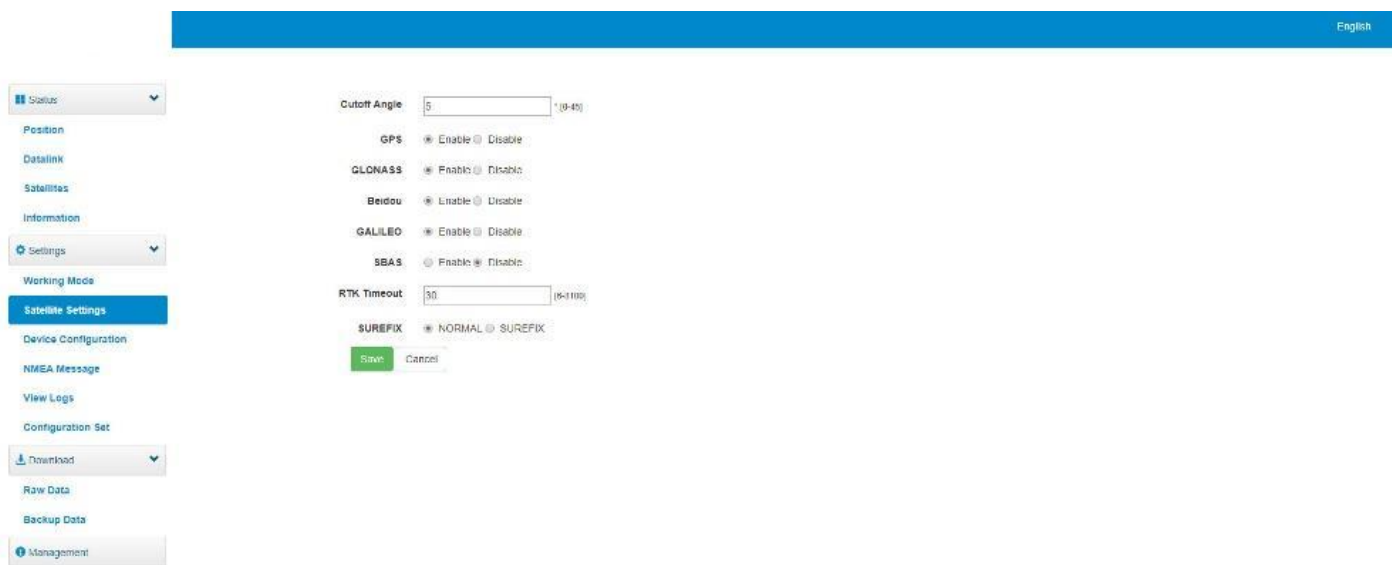 English
Status
Position
Datalink
Satellites
Information
Settings
Working Mode
Satellite Settings
Device Configuration
NMEA Message
View Logs
Configuration Set
Download
Raw Data
Backup Data
Management
Cutoff Angle 5
GPS Enable Disable
GLONASS Enable Disable
Beidou Enable Disable
GALILEO Enable Disable
SBAS Enable Disable
RTK Timeout 30
SUREFIX NORMAL SUREFIX
Save Cancel